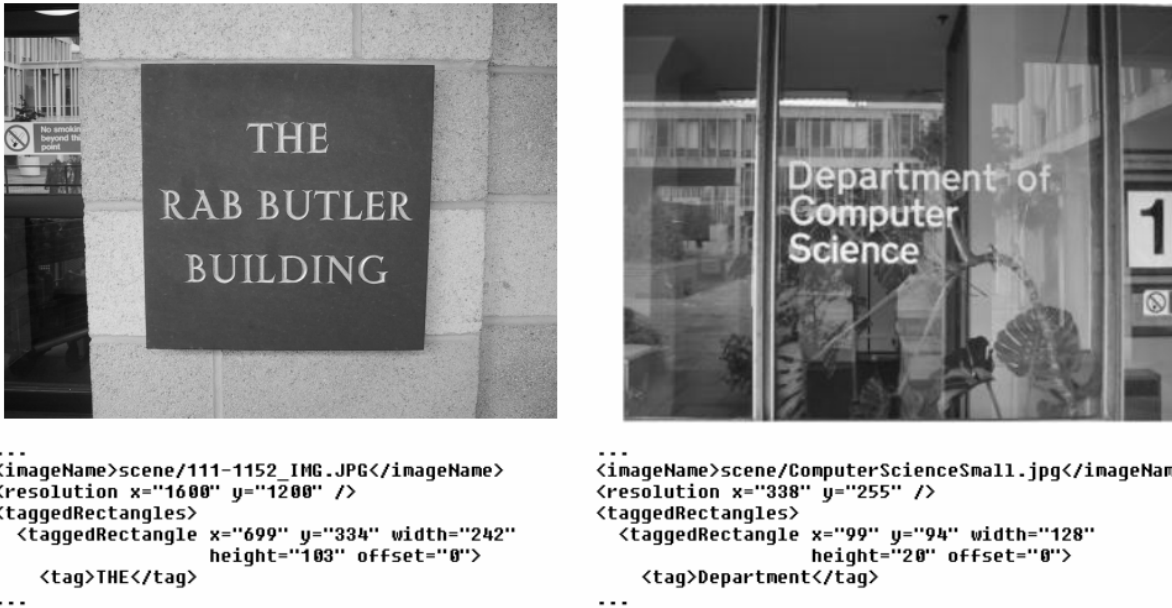 No smokin
beyond thi
point
THE
RAB BUTLER
BUILDING
Department of
Computer
Science
1
...
<imageName>scene/111-1152_IMG.JPG</imageName>
<resolution x="1600" y="1200" />
<taggedRectangles>
<taggedRectangle x="699" y="334" width="242"
height="103" offset="0">
<tag>THE</tag>
...
...
<imageName>scene/ComputerScienceSmall.jpg</imageNam
<resolution x="338" y="255" />
<taggedRectangles>
<taggedRectangle x="99" y="94" width="128"
height="20" offset="0">
<tag>Department</tag>
...